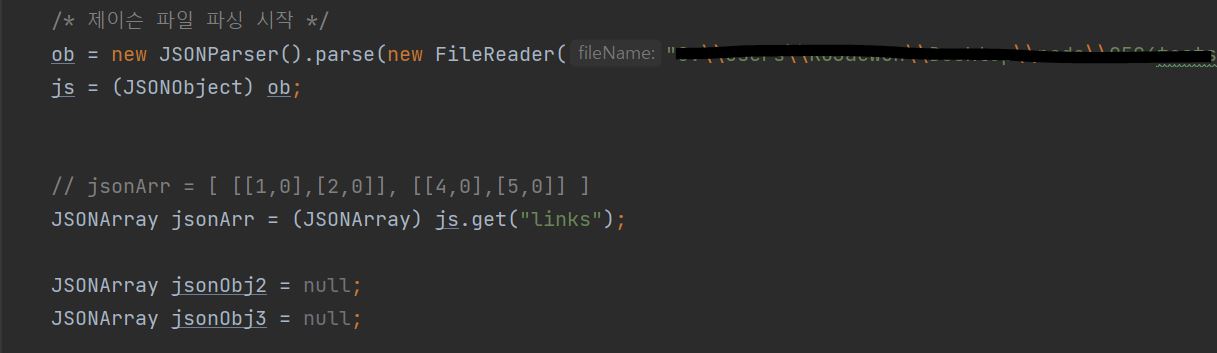 /* 제이슨 파일 파싱 시작 */
ob = new JSONParser().parse(new FileReader( fileName: "
js = (JSONObject) ob;
// jsonArr = [ [[1,0],[2,0]], [[4,0],[5,0]] ]
JSONArray jsonArr = (JSONArray) js.get("links");
JSONArray jsonObj2 = null;
JSONArray jsonObj3 = null;